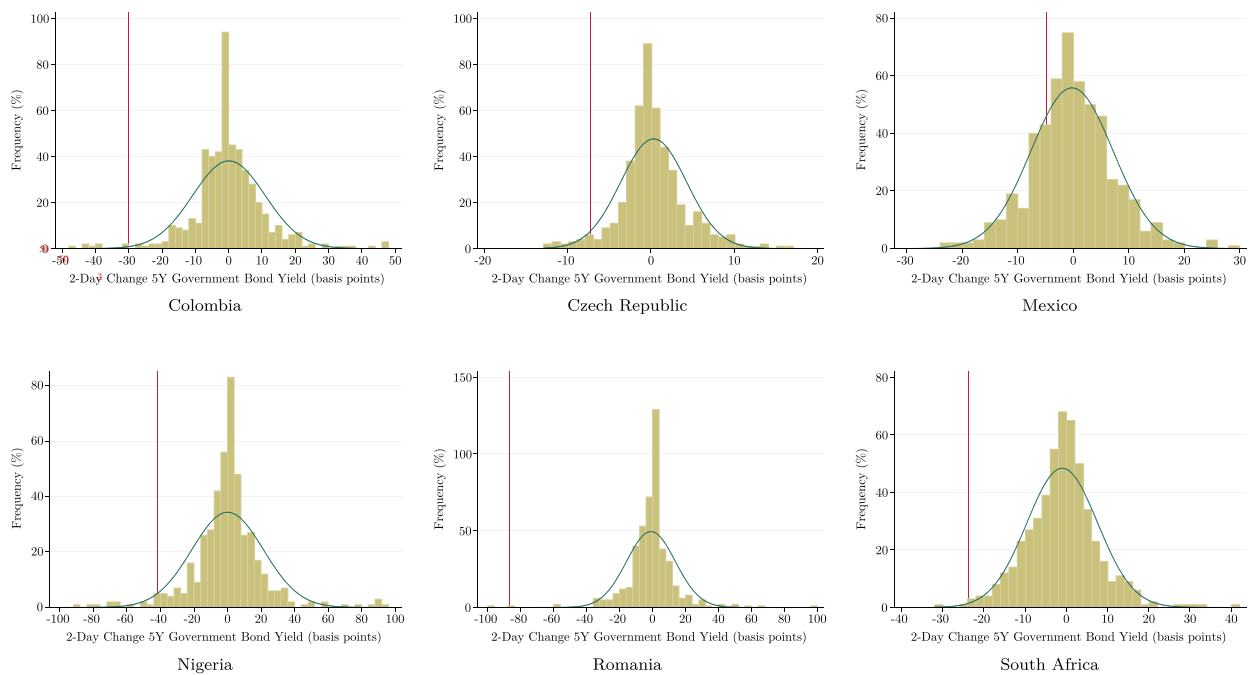 100
80
60
40
20
0
Frequency (%)
-50 -40 -30 -20 -10 0 10 20 30 40 50
2-Day Change 5Y Government Bond Yield (basis points)
Colombia
100
80
60
40
20
0
Frequency (%)
-20 -10 0 10 20
2-Day Change 5Y Government Bond Yield (basis points)
Czech Republic
80
60
40
20
0
Frequency (%)
-30 -20 -10 0 10 20 30
2-Day Change 5Y Government Bond Yield (basis points)
Mexico
80
60
40
20
0
Frequency (%)
-100 -80 -60 -40 -20 0 20 40 60 80 100
2-Day Change 5Y Government Bond Yield (basis points)
Nigeria
150
100
50
0
Frequency (%)
-100 -80 -60 -40 -20 0 20 40 60 80 100
2-Day Change 5Y Government Bond Yield (basis points)
Romania
80
60
40
20
0
Frequency (%)
-40 -30 -20 -10 0 10 20 30 40
2-Day Change 5Y Government Bond Yield (basis points)
South Africa